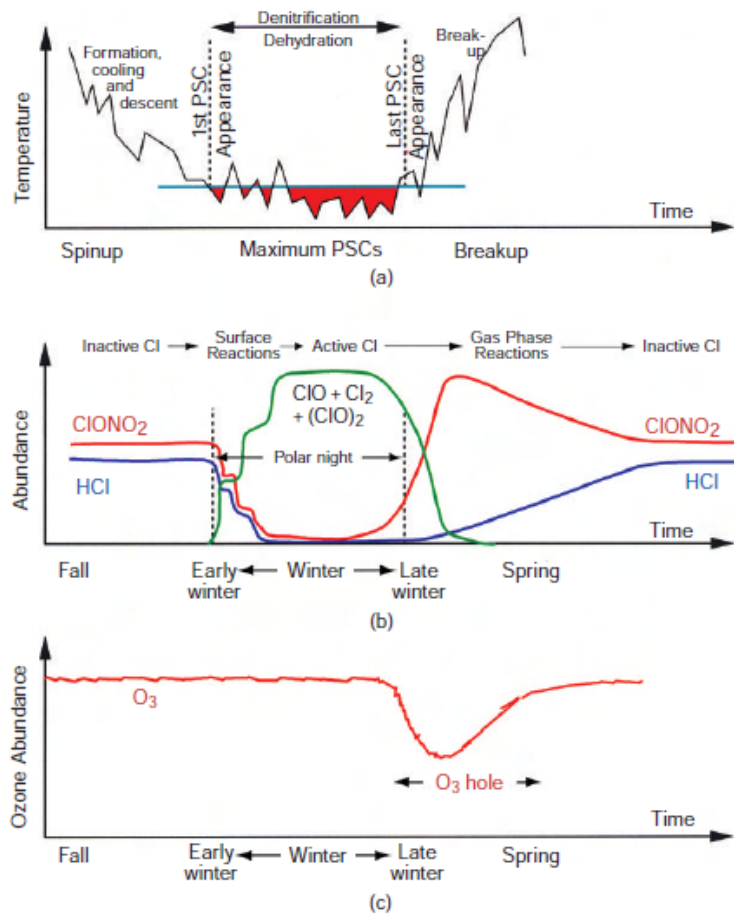 Denitrification
Dehydration
Formation,
cooling
and
descent
1st PSC
Appearance
Last PSC
Appearance
Break-
up
Temperature
Time
Spinup
Maximum PSCs
Breakup
(a)
Inactive Cl
Surface
Reactions
Active Cl
Gas Phase
Reactions
Inactive Cl
ClO + Cl₂
+ (ClO)₂
ClONO₂
ClONO₂
Polar night
HCl
HCl
Abundance
Time
Fall
Early
winter
Winter
Late
winter
Spring
(b)
O₃
O₃ hole
Ozone Abundance
Time
Fall
Early
winter
Winter
Late
winter
Spring
(c)